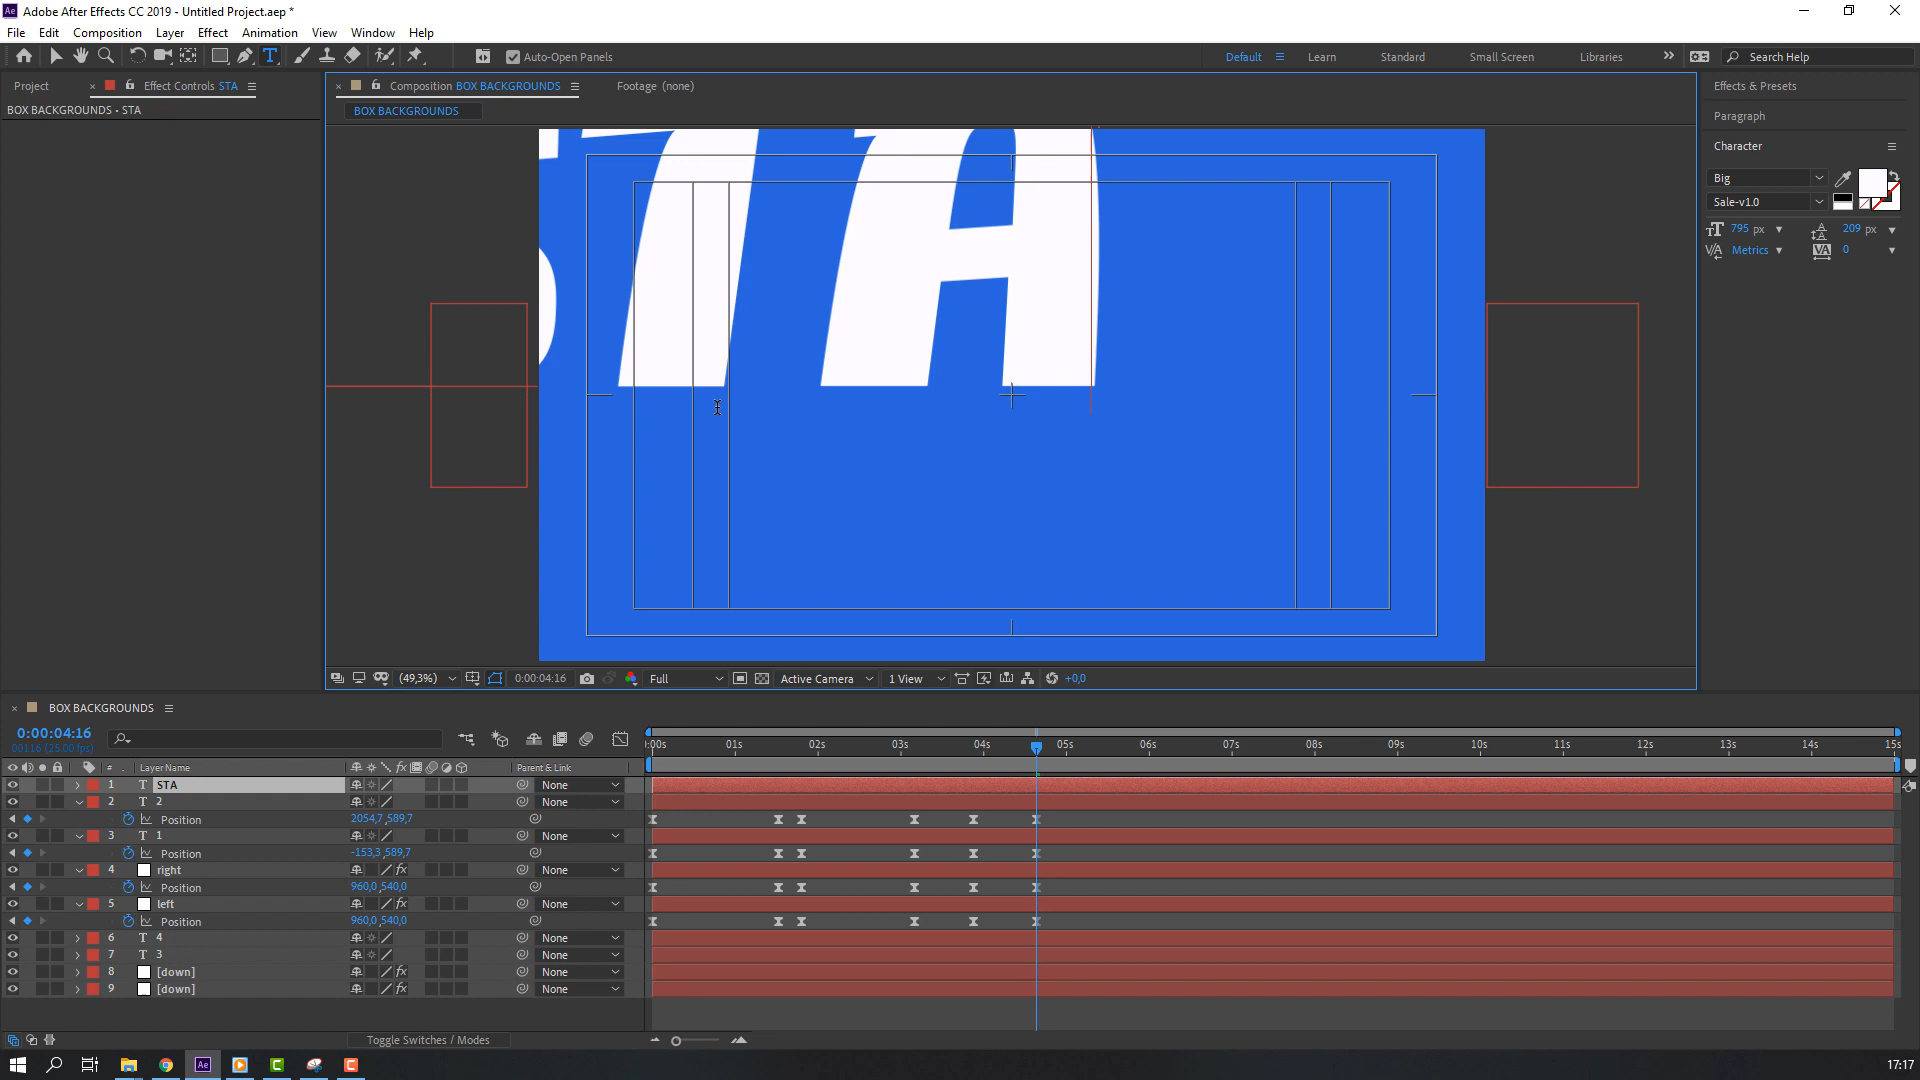 Adobe After Effects CC 2019 - Untitled Project.aep *
File Edit Composition Layer Effect Animation View Window Help
Auto-Open Panels
Default Learn Standard Small Screen Libraries Search Help
Project Effect Controls STA
Composition BOX BACKGROUNDS Footage (none)
Effects & Presets
BOX BACKGROUNDS • STA
BOX BACKGROUNDS
Paragraph
Character
Big
Sale-v1.0
795 px 209 px
Metrics 0
STA
(49,3%) 0:00:04:16 Full Active Camera 1 View +0,0
BOX BACKGROUNDS
0:00:04:16
00116 (25.00 fps)
:00s 01s 02s 03s 04s 05s 06s 07s 08s 09s 10s 11s 12s 13s 14s 15s
# Layer Name Parent & Link
1 T STA None
2 T 2 None
Position 2054,7,589,7
3 T 1 None
Position -153,3,589,7
4 right None
Position 960,0,540,0
5 left None
Position 960,0,540,0
6 T 4 None
7 T 3 None
8 [down] None
9 [down] None
Toggle Switches / Modes
17:17